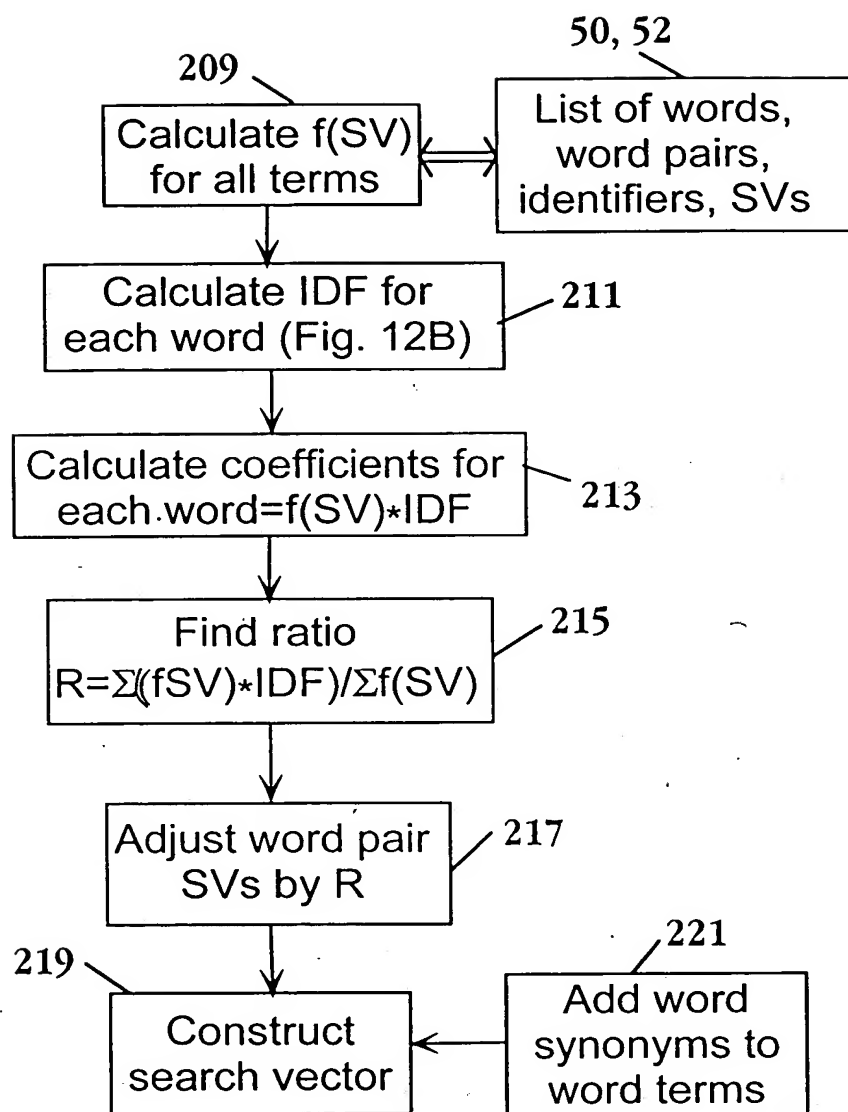 50, 52
209
Calculate f(SV)
for all terms
List of words,
word pairs,
identifiers, SVs
Calculate IDF for
each word (Fig. 12B)
211
Calculate coefficients for
each word=f(SV)*IDF
213
Find ratio
R=Σ((fSV)*IDF)/Σf(SV)
215
Adjust word pair
SVs by R
217
219
Construct
search vector
221
Add word
synonyms to
word terms